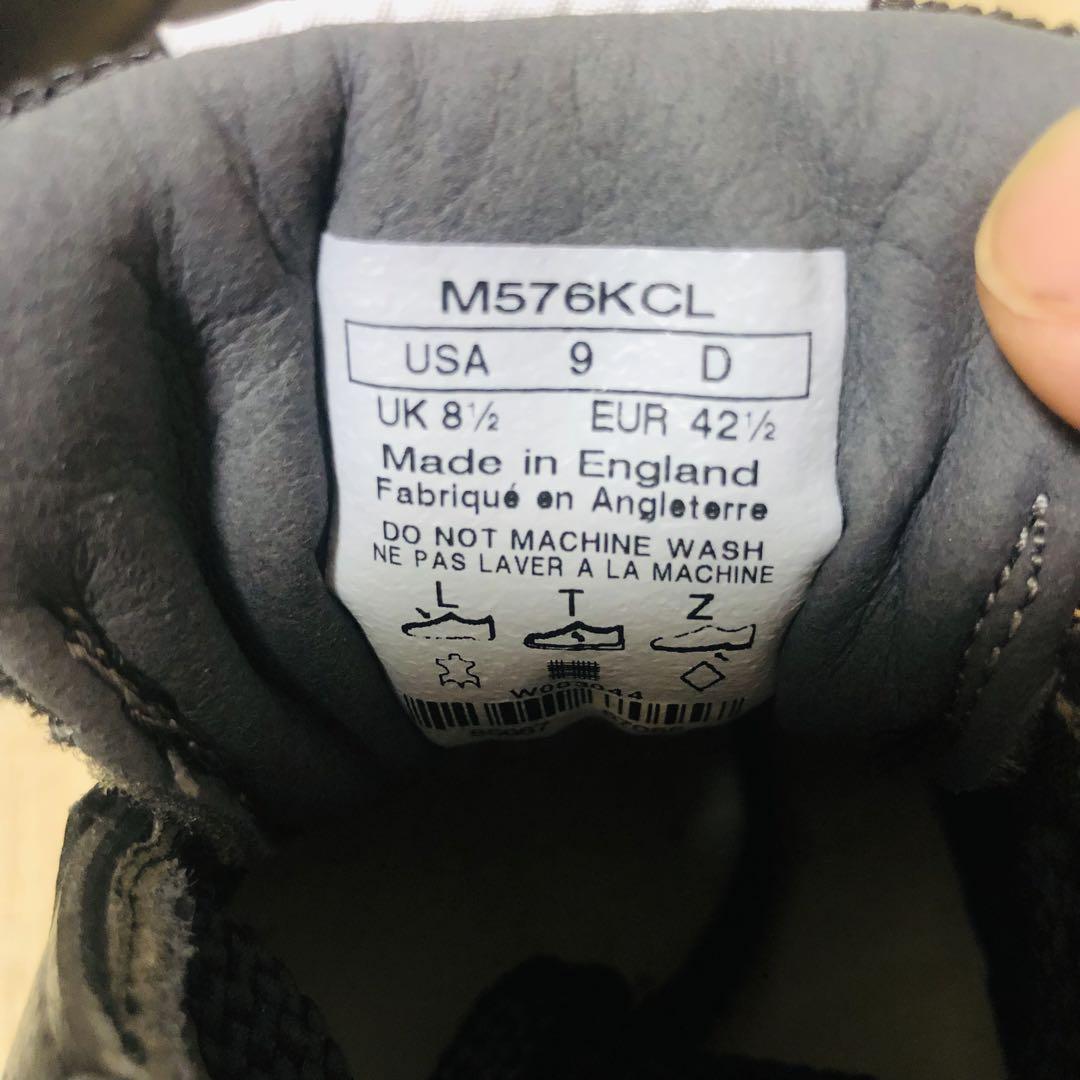 M576KCL
USA 9 D
UK 8½ EUR 42½
Made in England
Fabriqué en Angleterre
DO NOT MACHINE WASH
NE PAS LAVER A LA MACHINE
L T Z
W053044